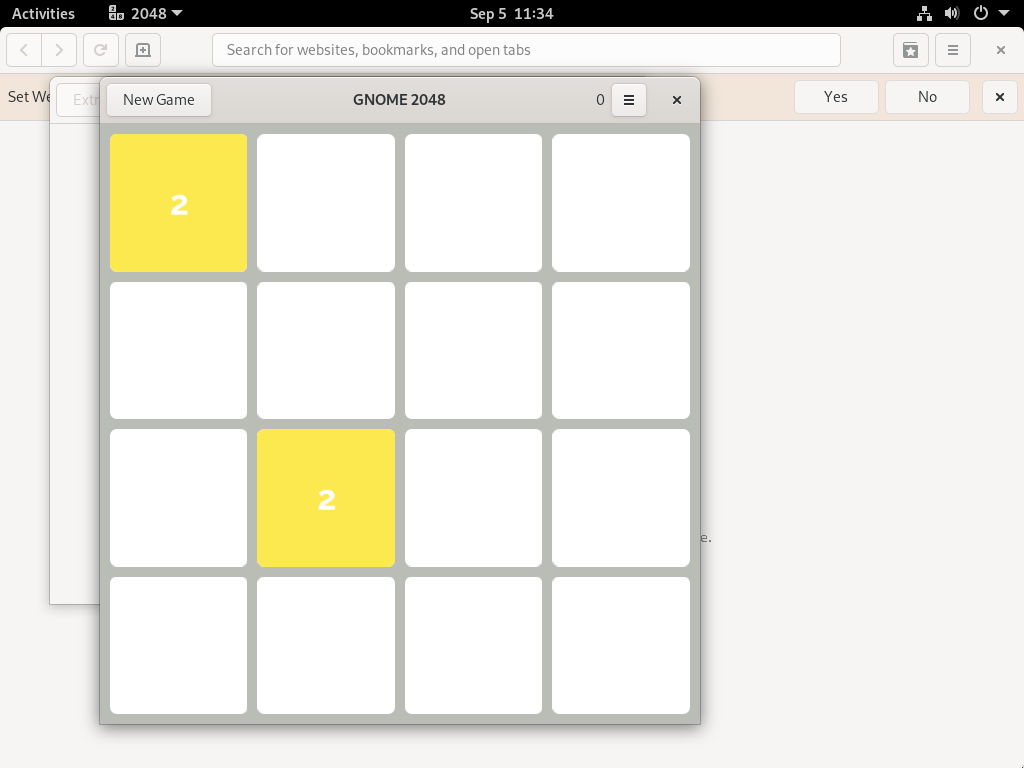 Activities 2048 Sep 5 11:34
Search for websites, bookmarks, and open tabs
Set We Yes No
Extr New Game GNOME 2048 0
2
2
e.